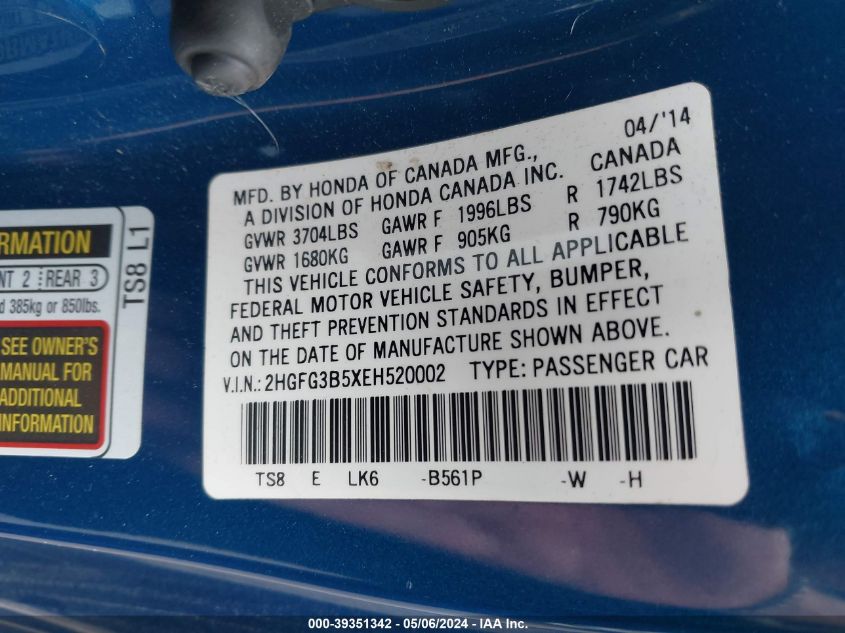 04/'14
MFD. BY HONDA OF CANADA MFG., CANADA
A DIVISION OF HONDA CANADA INC.
GVWR 3704LBS GAWR F 1996LBS R 1742LBS
GVWR 1680KG GAWR F 905KG R 790KG
THIS VEHICLE CONFORMS TO ALL APPLICABLE
FEDERAL MOTOR VEHICLE SAFETY, BUMPER,
AND THEFT PREVENTION STANDARDS IN EFFECT
ON THE DATE OF MANUFACTURE SHOWN ABOVE.
V.I.N.: 2HGFG3B5XEH520002 TYPE: PASSENGER CAR
TS8 E LK6 -B561P -W -H
REAR 3
385kg or 850lbs.
SEE OWNER'S
MANUAL FOR
ADDITIONAL
INFORMATION
TS8 L1
000-39351342 - 05/06/2024 - IAA Inc.